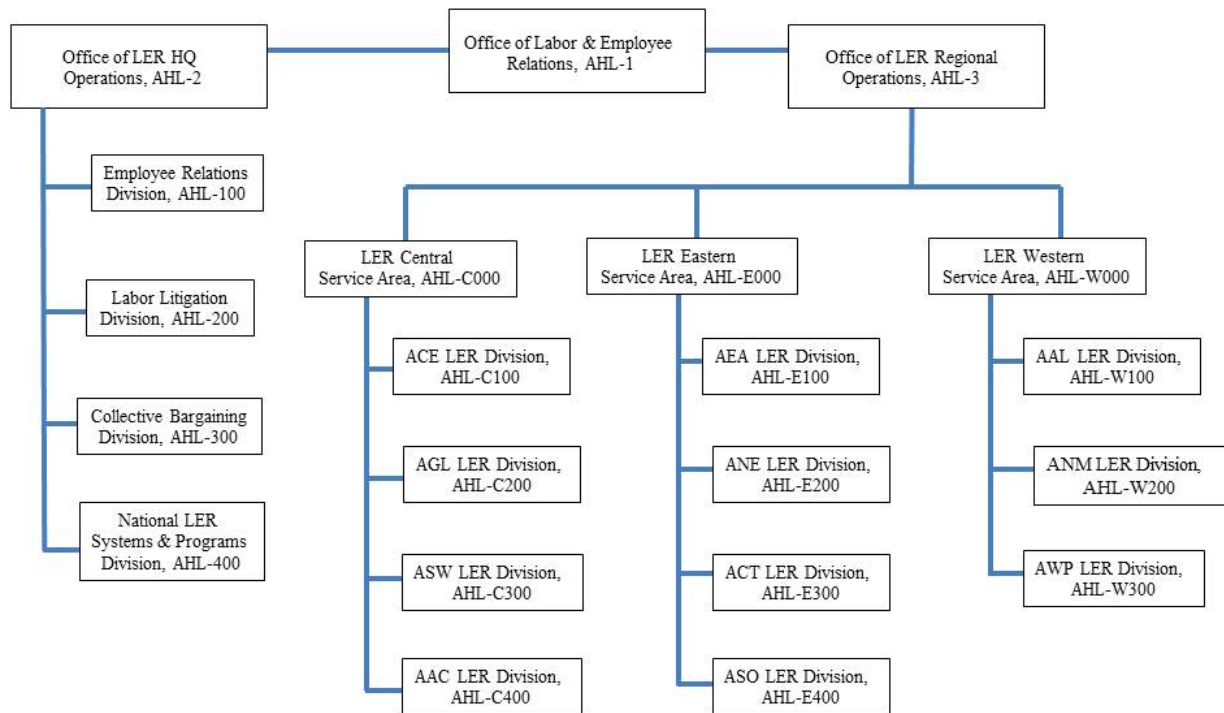 Office of LER HQ
Operations, AHL-2
Office of Labor & Employee
Relations, AHL-1
Office of LER Regional
Operations, AHL-3
Employee Relations
Division, AHL-100
Labor Litigation
Division, AHL-200
Collective Bargaining
Division, AHL-300
National LER
Systems & Programs
Division, AHL-400
LER Central
Service Area, AHL-C000
ACE LER Division,
AHL-C100
AGL LER Division,
AHL-C200
ASW LER Division,
AHL-C300
AAC LER Division,
AHL-C400
LER Eastern
Service Area, AHL-E000
AEA LER Division,
AHL-E100
ANE LER Division,
AHL-E200
ACT LER Division,
AHL-E300
ASO LER Division,
AHL-E400
LER Western
Service Area, AHL-W000
AAL LER Division,
AHL-W100
ANM LER Division,
AHL-W200
AWP LER Division,
AHL-W300